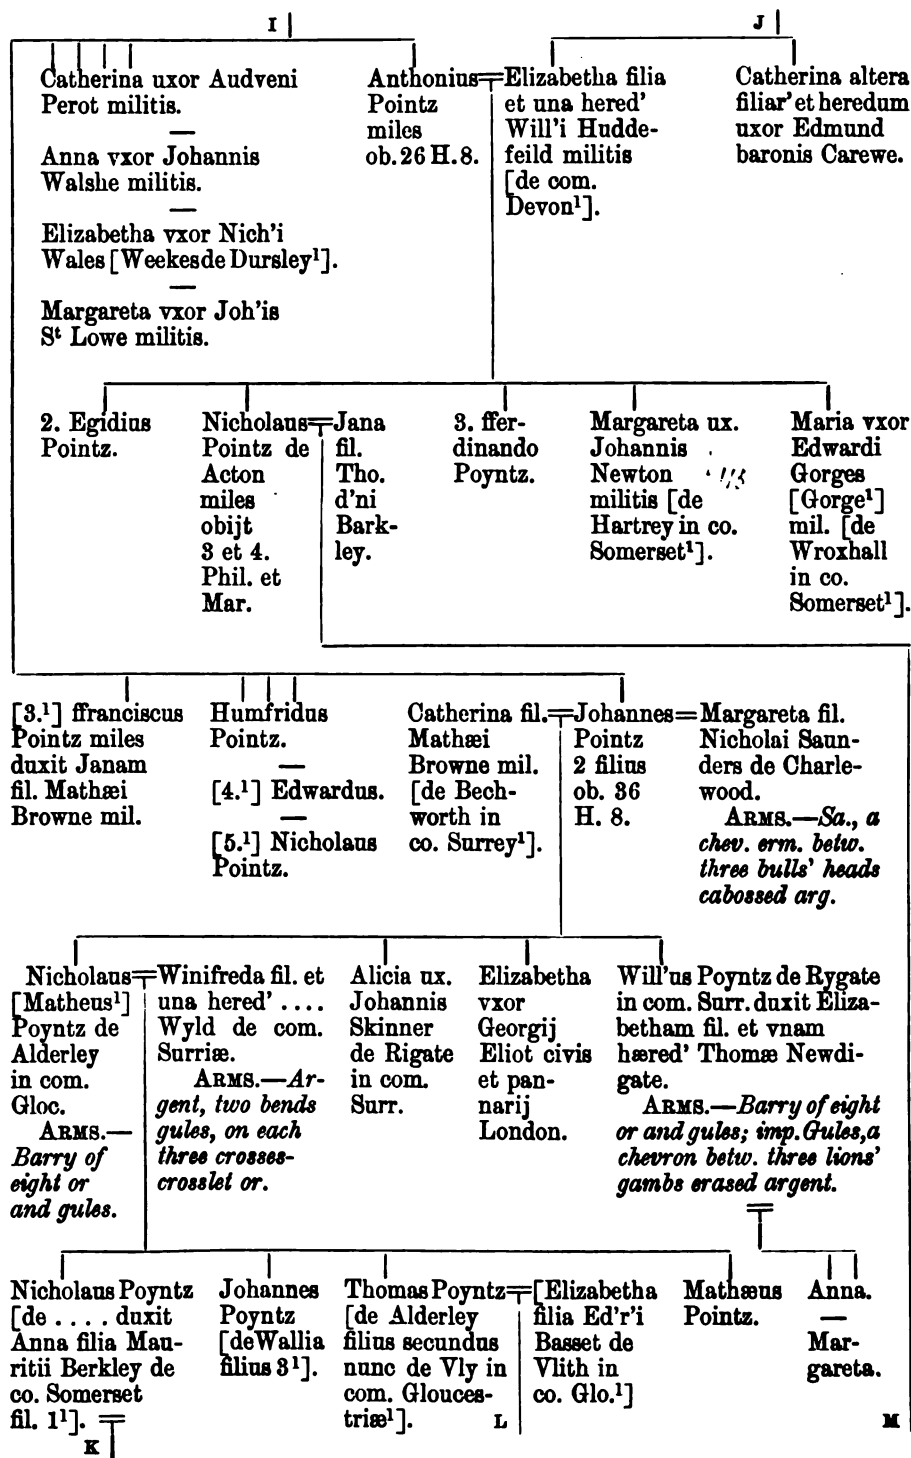 I
J
Catherina uxor Audveni
Perot militis.
—
Anna vxor Johannis
Walshe militis.
—
Elizabetha vxor Nich'i
Wales [Weekes de Dursley¹].
—
Margareta vxor Joh'is
Sᵗ Lowe militis.
Anthonius=
Pointz
miles
ob. 26 H. 8.
Elizabetha filia
et una hered'
Will'i Hudde-
feild militis
[de com.
Devon¹].
Catherina altera
filiar' et heredum
uxor Edmund
baronis Carewe.
2. Egidius
Pointz.
Nicholaus=
Pointz de
Acton
miles
obijt
3 et 4.
Phil. et
Mar.
Jana
fil.
Tho.
d'ni
Bark-
ley.
3. ffer-
dinando
Poyntz.
Margareta ux.
Johannis
Newton
militis [de
Hartrey in co.
Somerset¹].
Maria vxor
Edwardi
Gorges
[Gorge¹]
mil. [de
Wroxhall
in co.
Somerset¹].
[3.¹] ffranciscus
Pointz miles
duxit Janam
fil. Mathæi
Browne mil.
Humfridus
Pointz.
—
[4.¹] Edwardus.
—
[5.¹] Nicholaus
Pointz.
Catherina fil.=
Mathæi
Browne mil.
[de Bech-
worth in
co. Surrey¹].
Johannes=
Pointz
2 filius
ob. 36
H. 8.
Margareta fil.
Nicholai Saun-
ders de Charle-
wood.
ARMS.—Sa., a
chev. erm. betw.
three bulls' heads
cabossed arg.
Nicholaus=
[Matheus¹]
Poyntz de
Alderley
in com.
Gloc.
ARMS.—
Barry of
eight or
and gules.
Winifreda fil. et
una hered' ....
Wyld de com.
Surriæ.
ARMS.—Ar-
gent, two bends
gules, on each
three crosses-
crosslet or.
Alicia ux.
Johannis
Skinner
de Rigate
in com.
Surr.
Elizabetha
vxor
Georgij
Eliot civis
et pan-
narij
London.
Will'us Poyntz de Rygate
in com. Surr. duxit Eliza-
betham fil. et vnam
hæred' Thomæ Newdi-
gate.
ARMS.—Barry of eight
or and gules; imp. Gules, a
chevron betw. three lions'
gambs erased argent.
Nicholaus Poyntz
[de .... duxit
Anna filia Mau-
ritii Berkley de
co. Somerset
fil. 1¹].
K
Johannes
Poyntz
[de Wallia
filius 3¹].
Thomas Poyntz=
[de Alderley
filius secundus
nunc de Vly in
com. Glouces-
triæ¹].
L
[Elizabetha
filia Ed'r'i
Basset de
Vlith in
co. Glo.¹]
Mathæus
Pointz.
Anna.
—
Mar-
gareta.
M